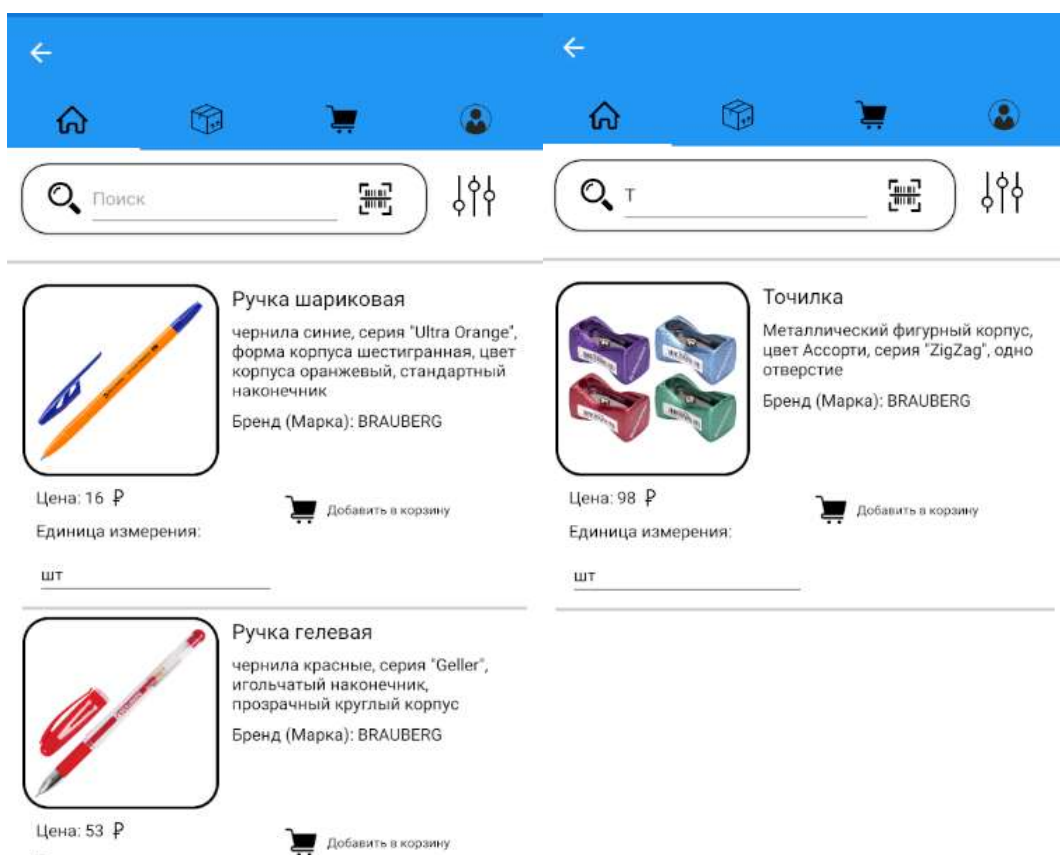 Поиск
Ручка шариковая
чернила синие, серия "Ultra Orange",
форма корпуса шестигранная, цвет
корпуса оранжевый, стандартный
наконечник
Бренд (Марка): BRAUBERG
Цена: 16 ₽
Добавить в корзину
Единица измерения:
шт
Ручка гелевая
чернила красные, серия "Geller",
игольчатый наконечник,
прозрачный круглый корпус
Бренд (Марка): BRAUBERG
Цена: 53 ₽
Добавить в корзину
Т
Точилка
Металлический фигурный корпус,
цвет Ассорти, серия "ZigZag", одно
отверстие
Бренд (Марка): BRAUBERG
Цена: 98 ₽
Добавить в корзину
Единица измерения:
шт